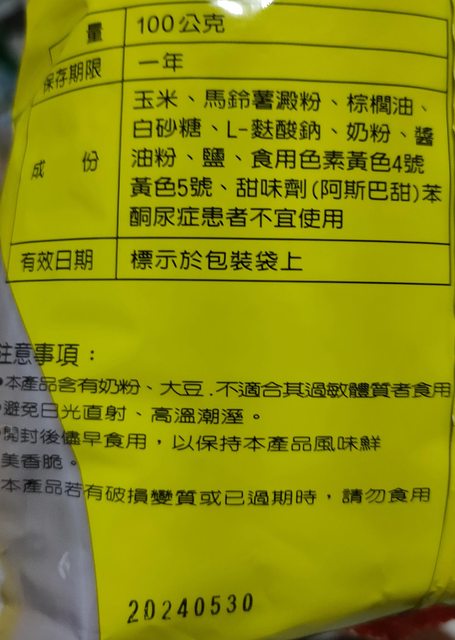 量 100公克
保存期限 一年
成份 玉米、馬鈴薯澱粉、棕櫚油、
白砂糖、L-麩酸鈉、奶粉、醬
油粉、鹽、食用色素黃色4號
黃色5號、甜味劑(阿斯巴甜)苯
酮尿症患者不宜使用
有效日期 標示於包裝袋上
注意事項：
•本產品含有奶粉、大豆.不適合其過敏體質者食用
•避免日光直射、高溫潮溼。
•開封後儘早食用，以保持本產品風味鮮
美香脆。
本產品若有破損變質或已過期時，請勿食用
20240530